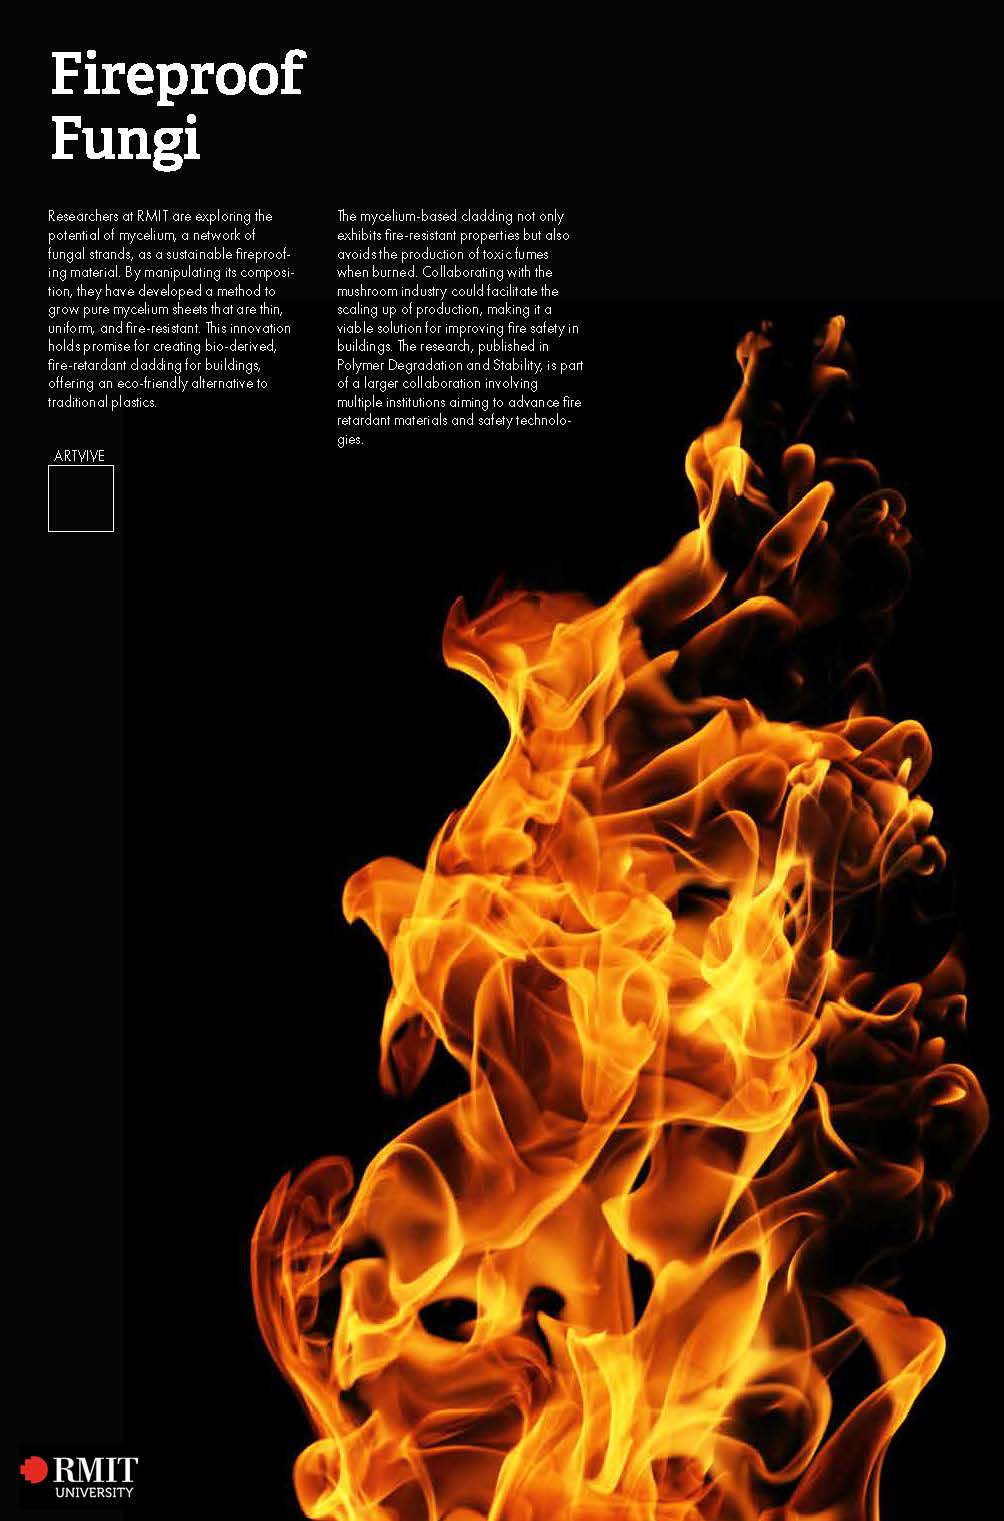 Fireproof
Fungi
Researchers at RMIT are exploring the
potential of mycelium, a network of
fungal strands, as a sustainable fireproof-
ing material. By manipulating its composi-
tion, they have developed a method to
grow pure mycelium sheets that are thin,
uniform, and fire-resistant. This innovation
holds promise for creating bio-derived,
fire-retardant cladding for buildings,
offering an eco-friendly alternative to
traditional plastics.
The mycelium-based cladding not only
exhibits fire-resistant properties but also
avoids the production of toxic fumes
when burned. Collaborating with the
mushroom industry could facilitate the
scaling up of production, making it a
viable solution for improving fire safety in
buildings. The research, published in
Polymer Degradation and Stability, is part
of a larger collaboration involving
multiple institutions aiming to advance fire
retardant materials and safety technolo-
gies.
ARTVIVE
RMIT
UNIVERSITY